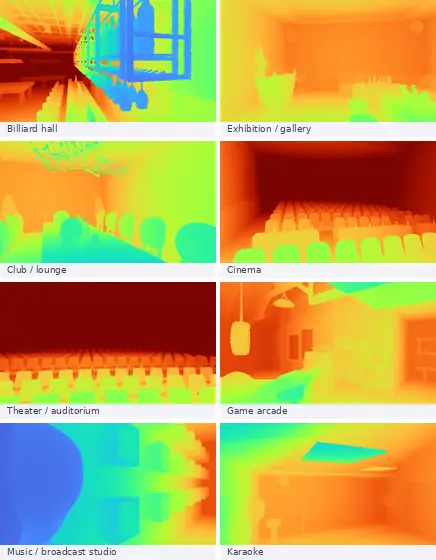 Billiard hall
Exhibition / gallery
Club / lounge
Cinema
Theater / auditorium
Game arcade
Music / broadcast studio
Karaoke